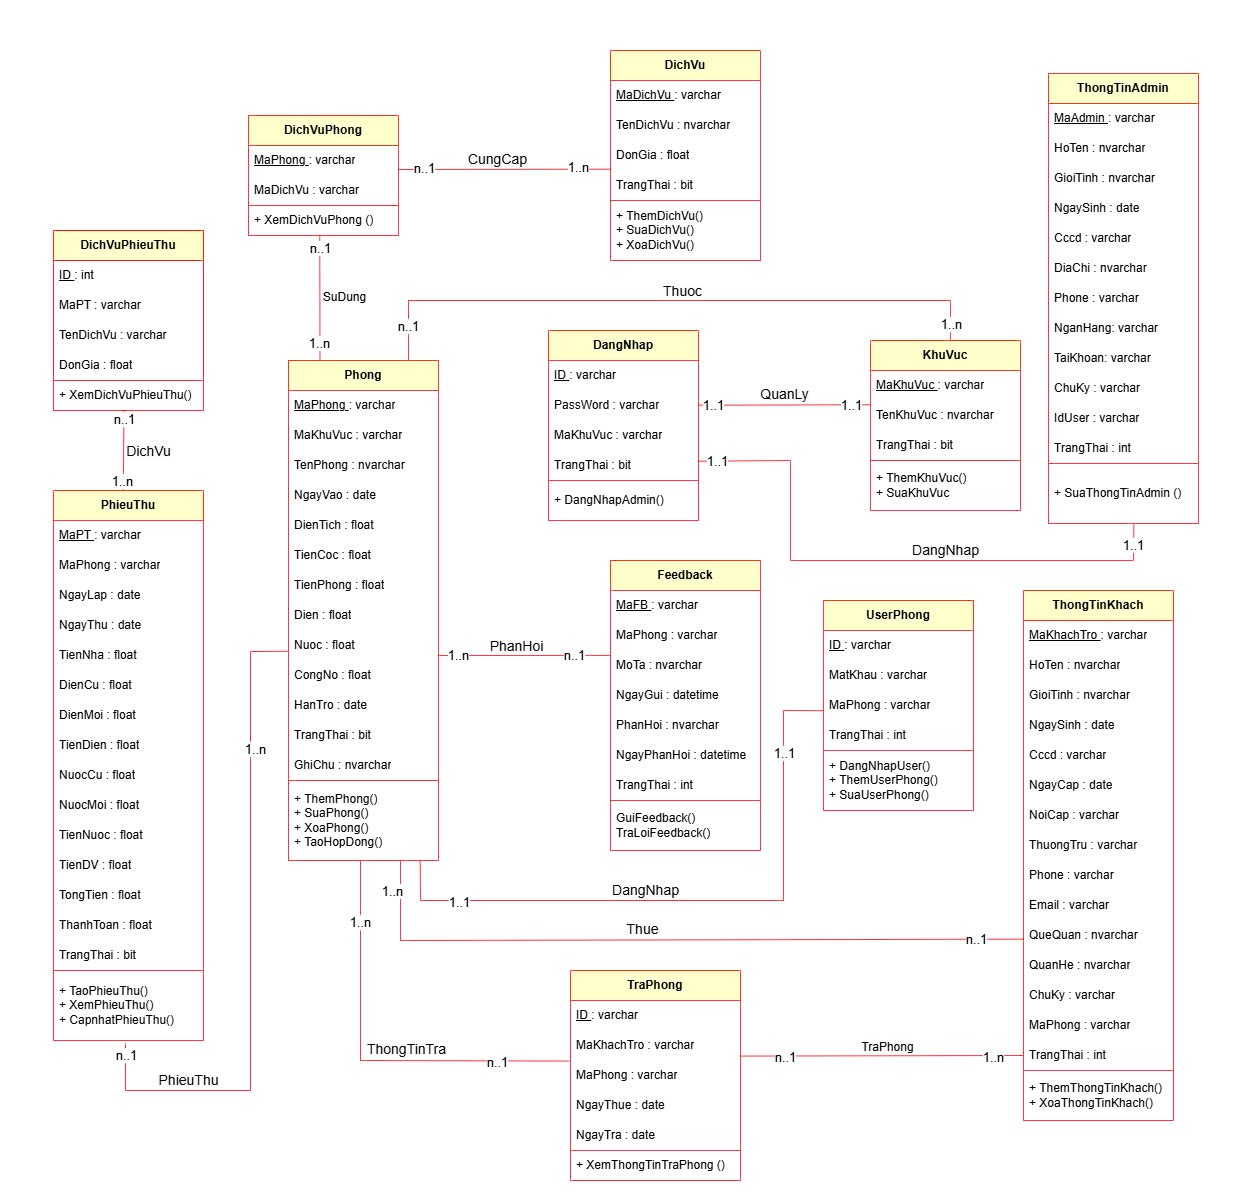 DichVu
MaDichVu : varchar
TenDichVu : nvarchar
DonGia : float
TrangThai : bit
+ ThemDichVu()
+ SuaDichVu()
+ XoaDichVu()
ThongTinAdmin
MaAdmin : varchar
HoTen : nvarchar
GioiTinh : nvarchar
NgaySinh : date
Cccd : varchar
DiaChi : nvarchar
Phone : varchar
NganHang: varchar
TaiKhoan: varchar
ChuKy : varchar
IdUser : varchar
TrangThai : int
+ SuaThongTinAdmin ()
DichVuPhong
MaPhong : varchar
MaDichVu : varchar
+ XemDichVuPhong ()
n..1
CungCap
1..n
DichVuPhieuThu
ID : int
MaPT : varchar
TenDichVu : varchar
DonGia : float
+ XemDichVuPhieuThu()
n..1
SuDung
1..n
n..1
Thuoc
1..n
DangNhap
ID : varchar
PassWord : varchar
MaKhuVuc : varchar
TrangThai : bit
+ DangNhapAdmin()
1..1
QuanLy
1..1
KhuVuc
MaKhuVuc : varchar
TenKhuVuc : nvarchar
TrangThai : bit
+ ThemKhuVuc()
+ SuaKhuVuc
1..1
DangNhap
1..1
n..1
DichVu
1..n
Phong
MaPhong : varchar
MaKhuVuc : varchar
TenPhong : nvarchar
NgayVao : date
DienTich : float
TienCoc : float
TienPhong : float
Dien : float
Nuoc : float
CongNo : float
HanTro : date
TrangThai : bit
GhiChu : nvarchar
+ ThemPhong()
+ SuaPhong()
+ XoaPhong()
+ TaoHopDong()
PhieuThu
MaPT : varchar
MaPhong : varchar
NgayLap : date
NgayThu : date
TienNha : float
DienCu : float
DienMoi : float
TienDien : float
NuocCu : float
NuocMoi : float
TienNuoc : float
TienDV : float
TongTien : float
ThanhToan : float
TrangThai : bit
+ TaoPhieuThu()
+ XemPhieuThu()
+ CapnhatPhieuThu()
1..n
n..1
PhieuThu
1..n
PhanHoi
n..1
Feedback
MaFB : varchar
MaPhong : varchar
MoTa : nvarchar
NgayGui : datetime
PhanHoi : nvarchar
NgayPhanHoi : datetime
TrangThai : int
GuiFeedback()
TraLoiFeedback()
UserPhong
ID : varchar
MatKhau : varchar
MaPhong : varchar
TrangThai : int
+ DangNhapUser()
+ ThemUserPhong()
+ SuaUserPhong()
1..1
DangNhap
1..1
ThongTinKhach
MaKhachTro : varchar
HoTen : nvarchar
GioiTinh : nvarchar
NgaySinh : date
Cccd : varchar
NgayCap : date
NoiCap : varchar
ThuongTru : varchar
Phone : varchar
Email : varchar
QueQuan : nvarchar
QuanHe : nvarchar
ChuKy : varchar
MaPhong : varchar
TrangThai : int
+ ThemThongTinKhach()
+ XoaThongTinKhach()
1..n
Thue
n..1
1..n
ThongTinTra
n..1
TraPhong
ID : varchar
MaKhachTro : varchar
MaPhong : varchar
NgayThue : date
NgayTra : date
+ XemThongTinTraPhong ()
n..1
TraPhong
1..n